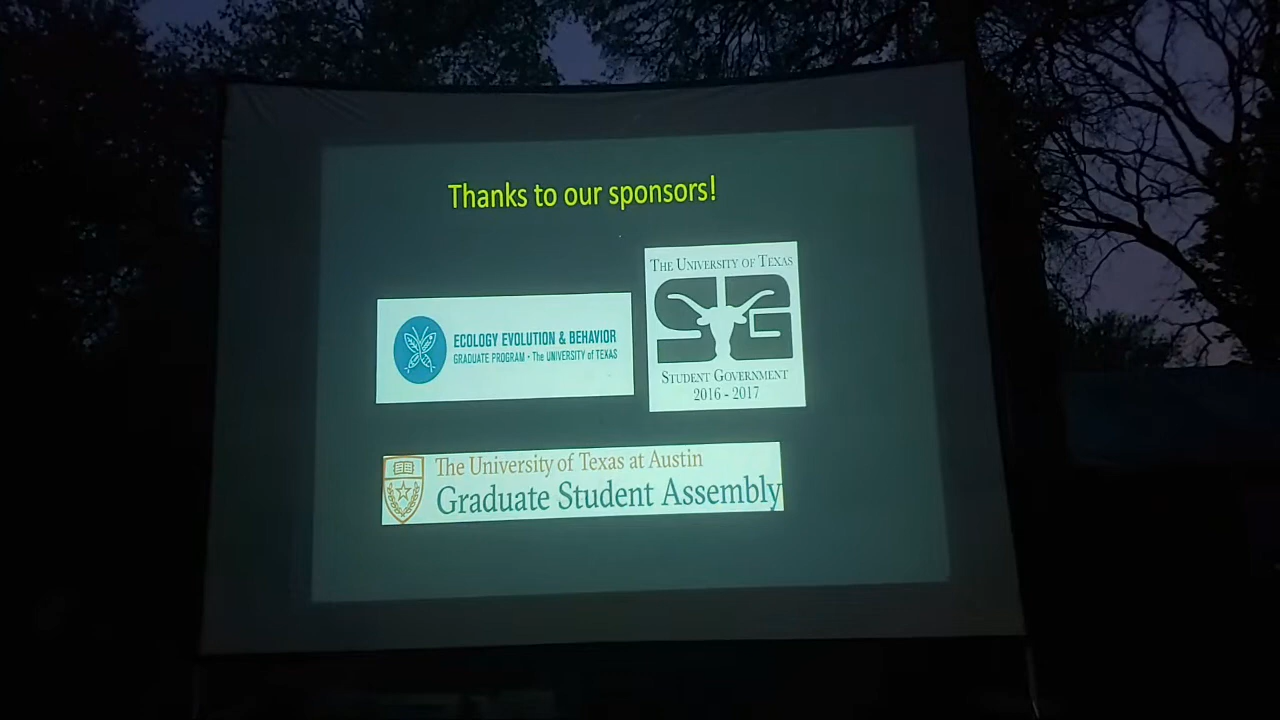 Thanks to our sponsors!
ECOLOGY EVOLUTION & BEHAVIOR
GRADUATE PROGRAM • The UNIVERSITY of TEXAS
THE UNIVERSITY OF TEXAS
SG
STUDENT GOVERNMENT
2016 - 2017
The University of Texas at Austin
Graduate Student Assembly